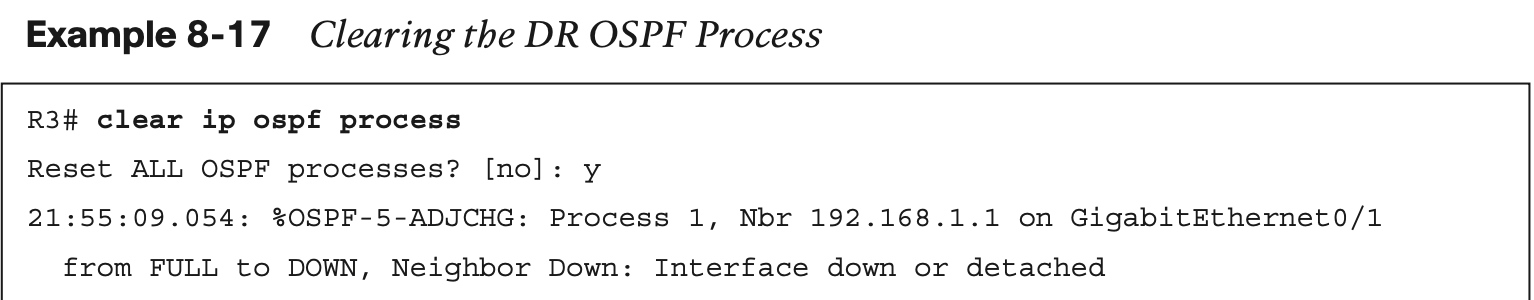 Example 8-17 Clearing the DR OSPF Process
R3# clear ip ospf process
Reset ALL OSPF processes? [no]: y
21:55:09.054: %OSPF-5-ADJCHG: Process 1, Nbr 192.168.1.1 on GigabitEthernet0/1
from FULL to DOWN, Neighbor Down: Interface down or detached